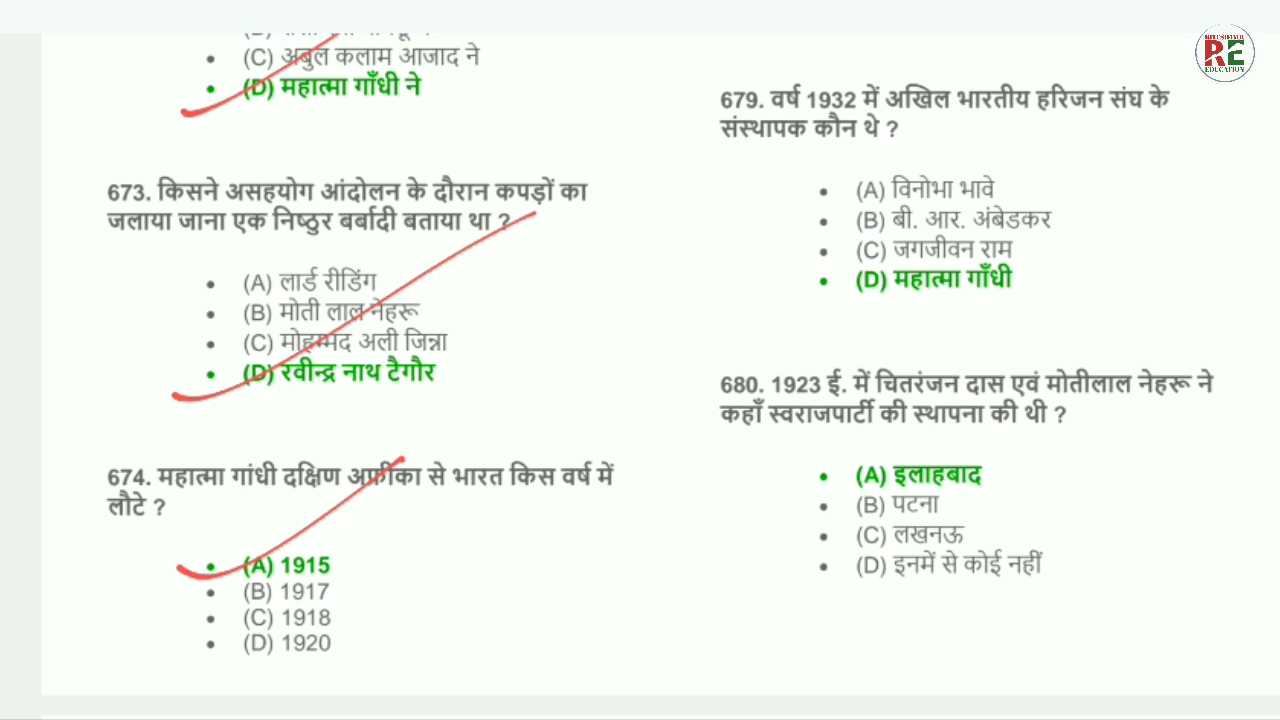 (C) अबुल कलाम आजाद ने
(D) महात्मा गाँधी ने
673. किसने असहयोग आंदोलन के दौरान कपड़ों का
जलाया जाना एक निष्ठुर बर्बादी बताया था ?
(A) लार्ड रीडिंग
(B) मोती लाल नेहरू
(C) मोहम्मद अली जिन्ना
(D) रवीन्द्र नाथ टैगौर
674. महात्मा गांधी दक्षिण अफ्रीका से भारत किस वर्ष में
लौटे ?
(A) 1915
(B) 1917
(C) 1918
(D) 1920
679. वर्ष 1932 में अखिल भारतीय हरिजन संघ के
संस्थापक कौन थे ?
(A) विनोभा भावे
(B) बी. आर. अंबेडकर
(C) जगजीवन राम
(D) महात्मा गाँधी
680. 1923 ई. में चितरंजन दास एवं मोतीलाल नेहरू ने
कहाँ स्वराजपार्टी की स्थापना की थी ?
(A) इलाहबाद
(B) पटना
(C) लखनऊ
(D) इनमें से कोई नहीं
RE
EDUCATION